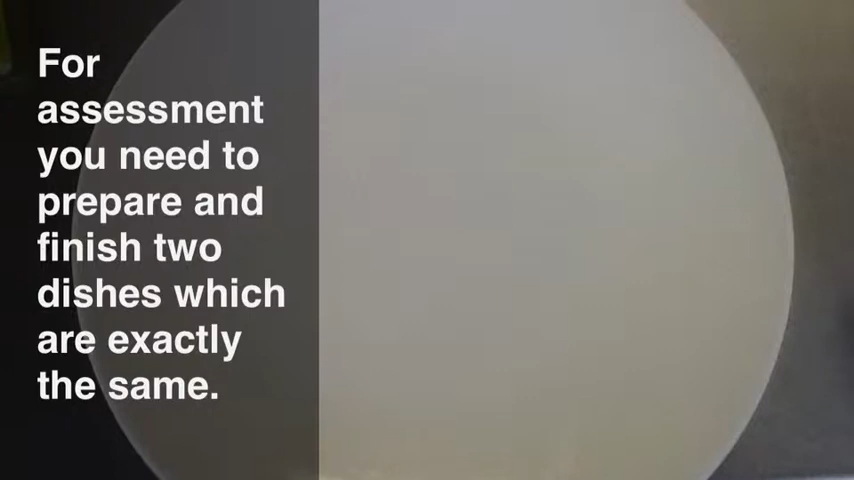 For
assessment
you need to
prepare and
finish two
dishes which
are exactly
the same.